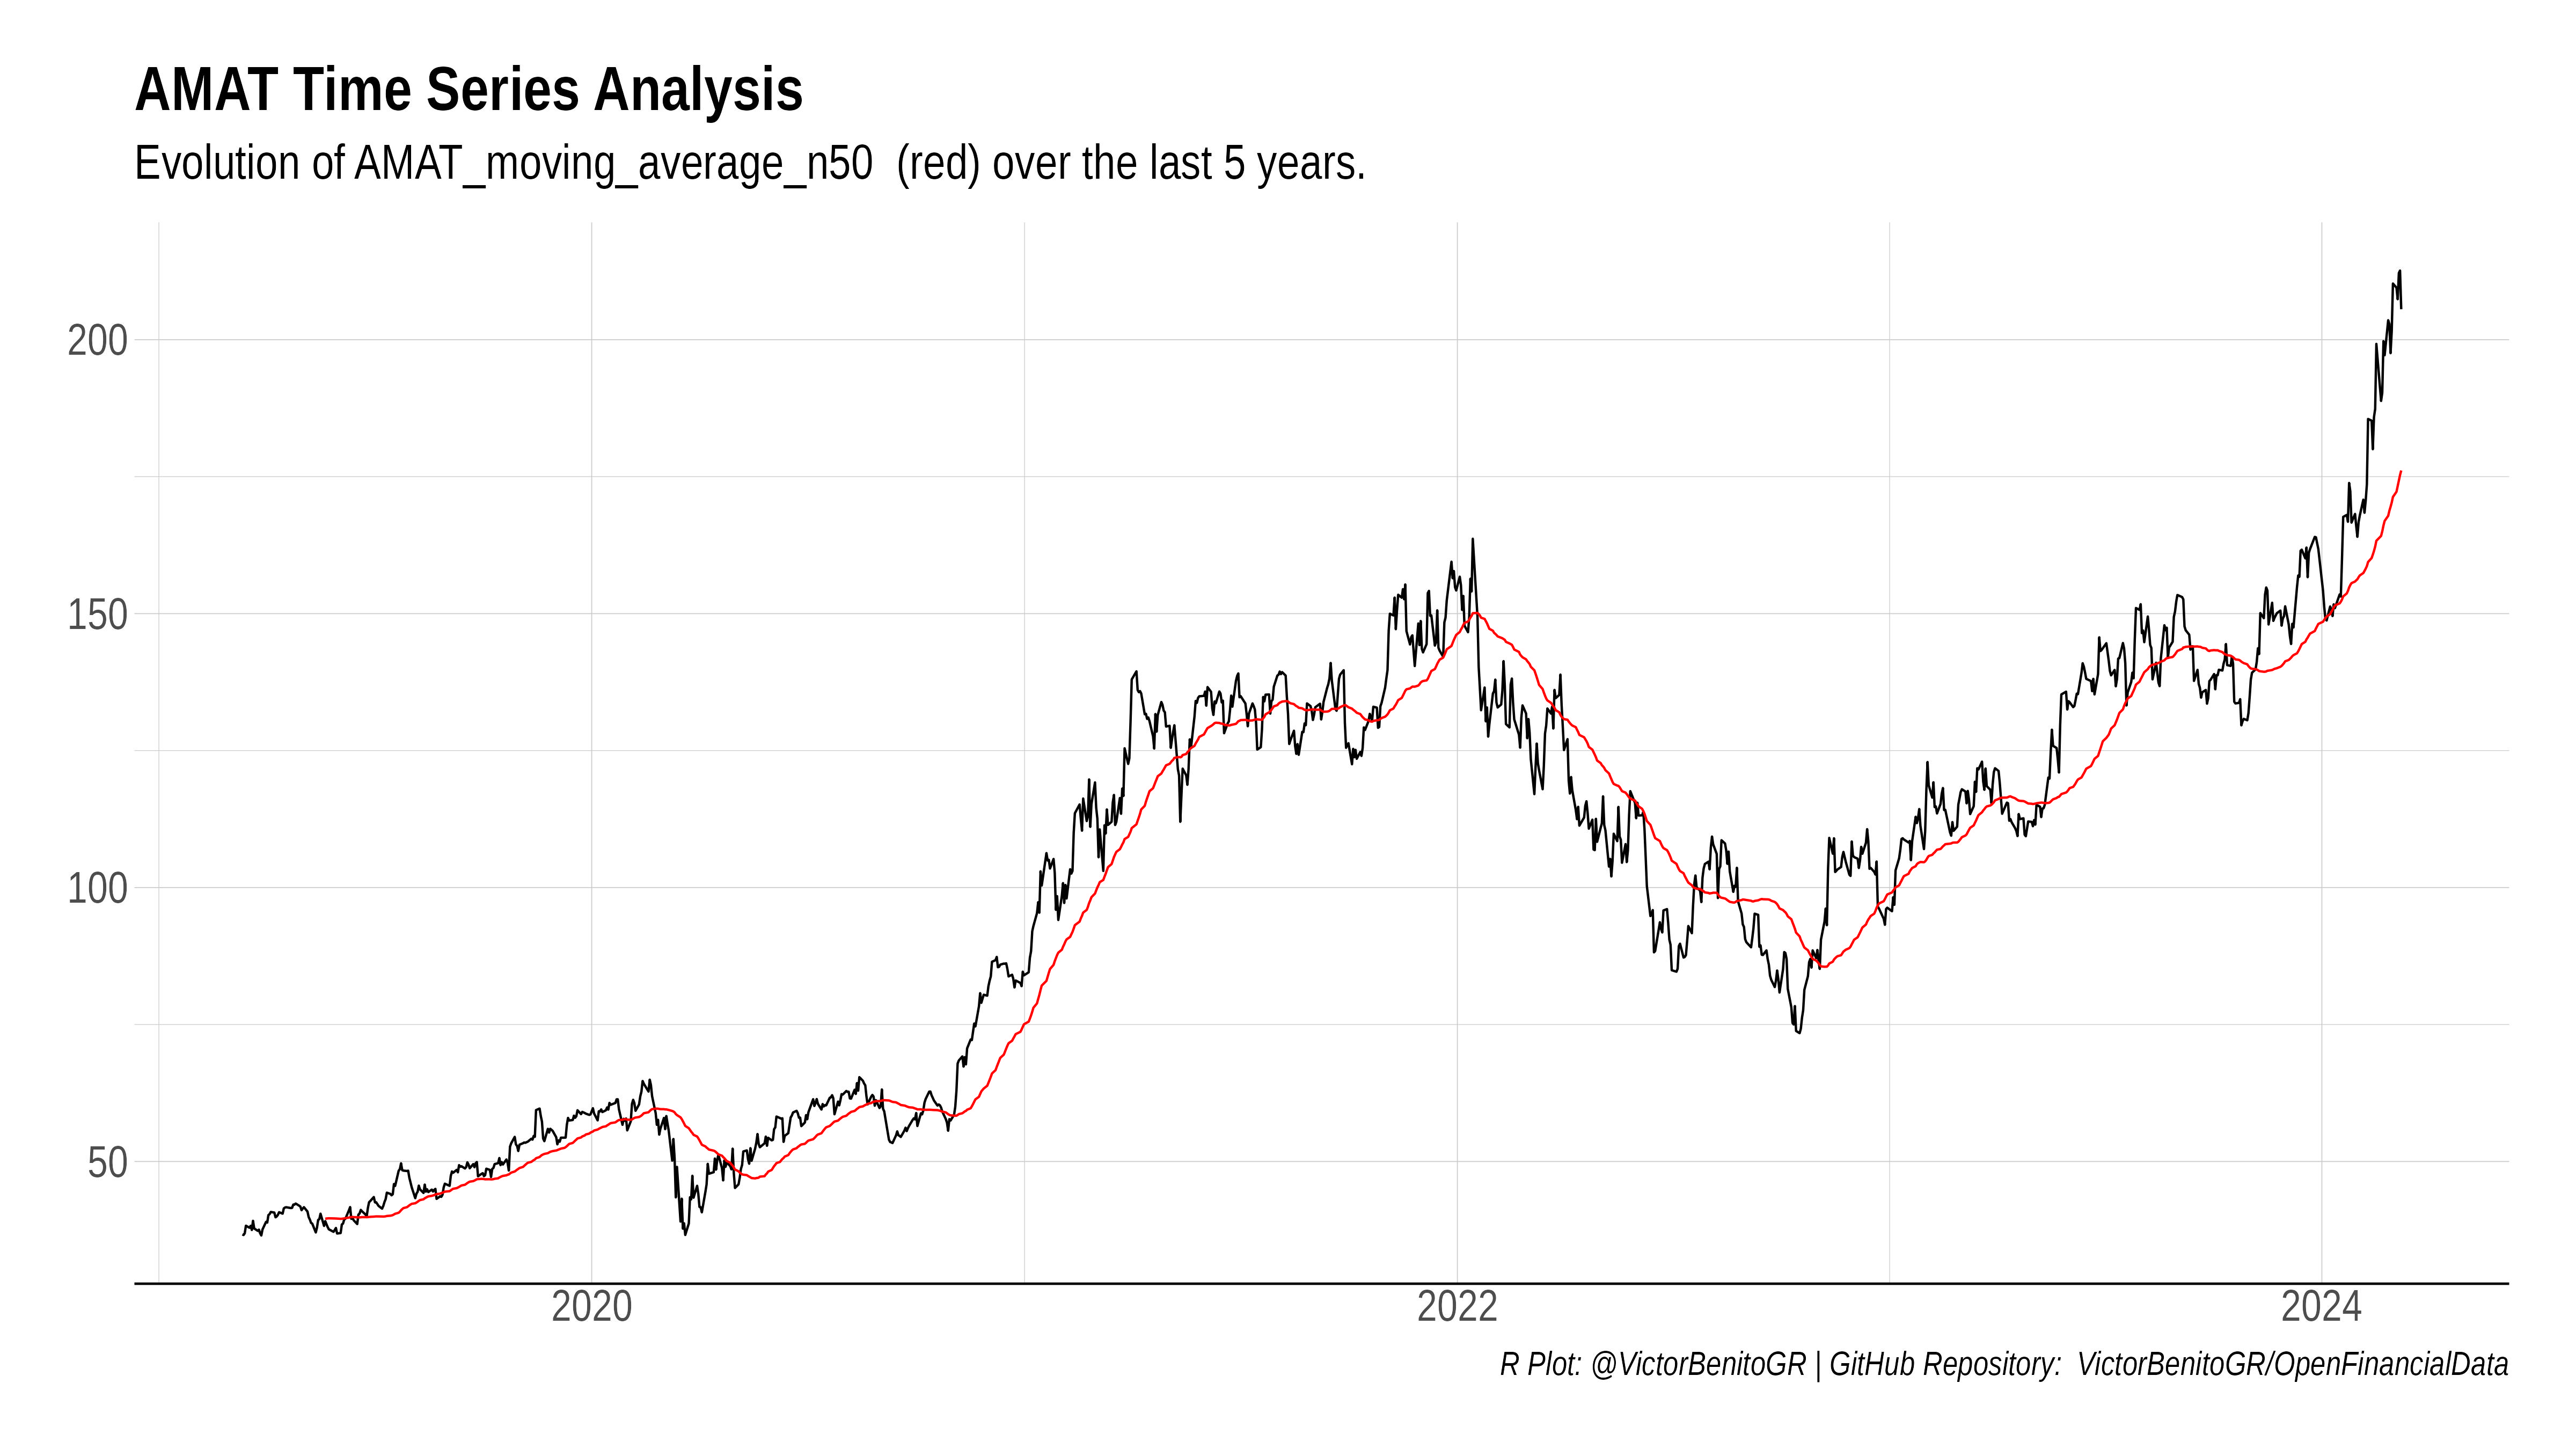 AMAT Time Series Analysis
Evolution of AMAT_moving_average_n50  (red) over the last 5 years.
200
150
100
50
2020 2022 2024
R Plot: @VictorBenitoGR | GitHub Repository:  VictorBenitoGR/OpenFinancialData